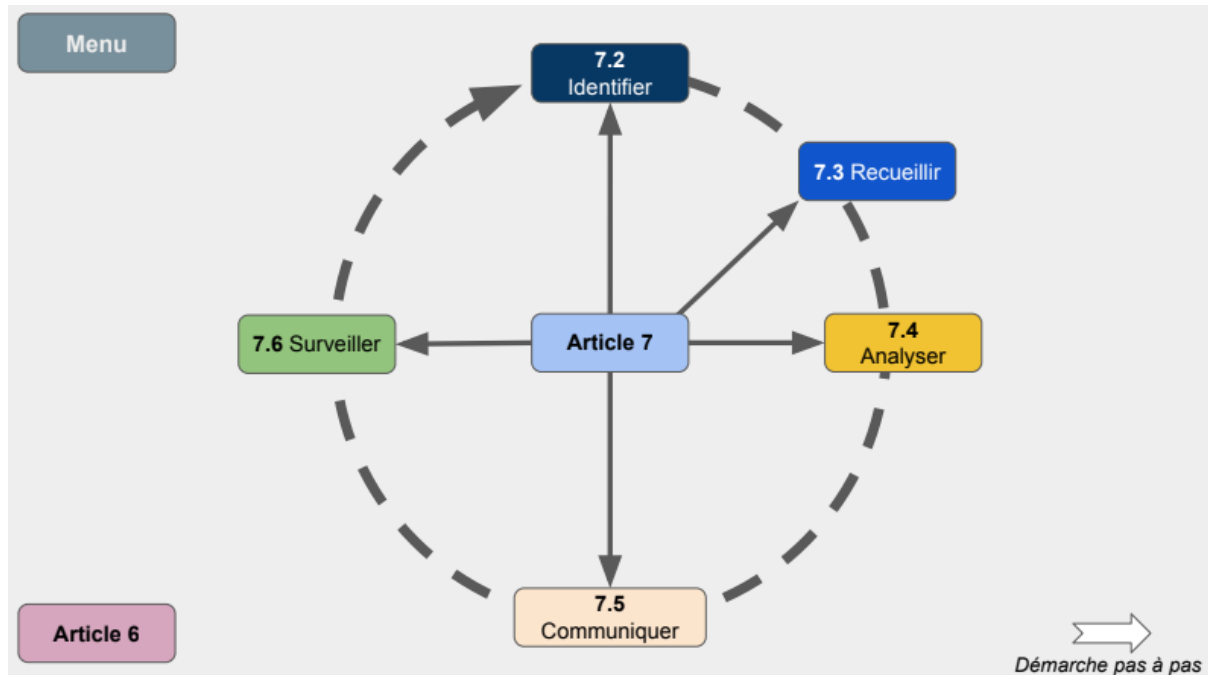 Menu
7.2
Identifier
7.3 Recueillir
7.6 Surveiller
Article 7
7.4
Analyser
7.5
Communiquer
Article 6
Démarche pas à pas